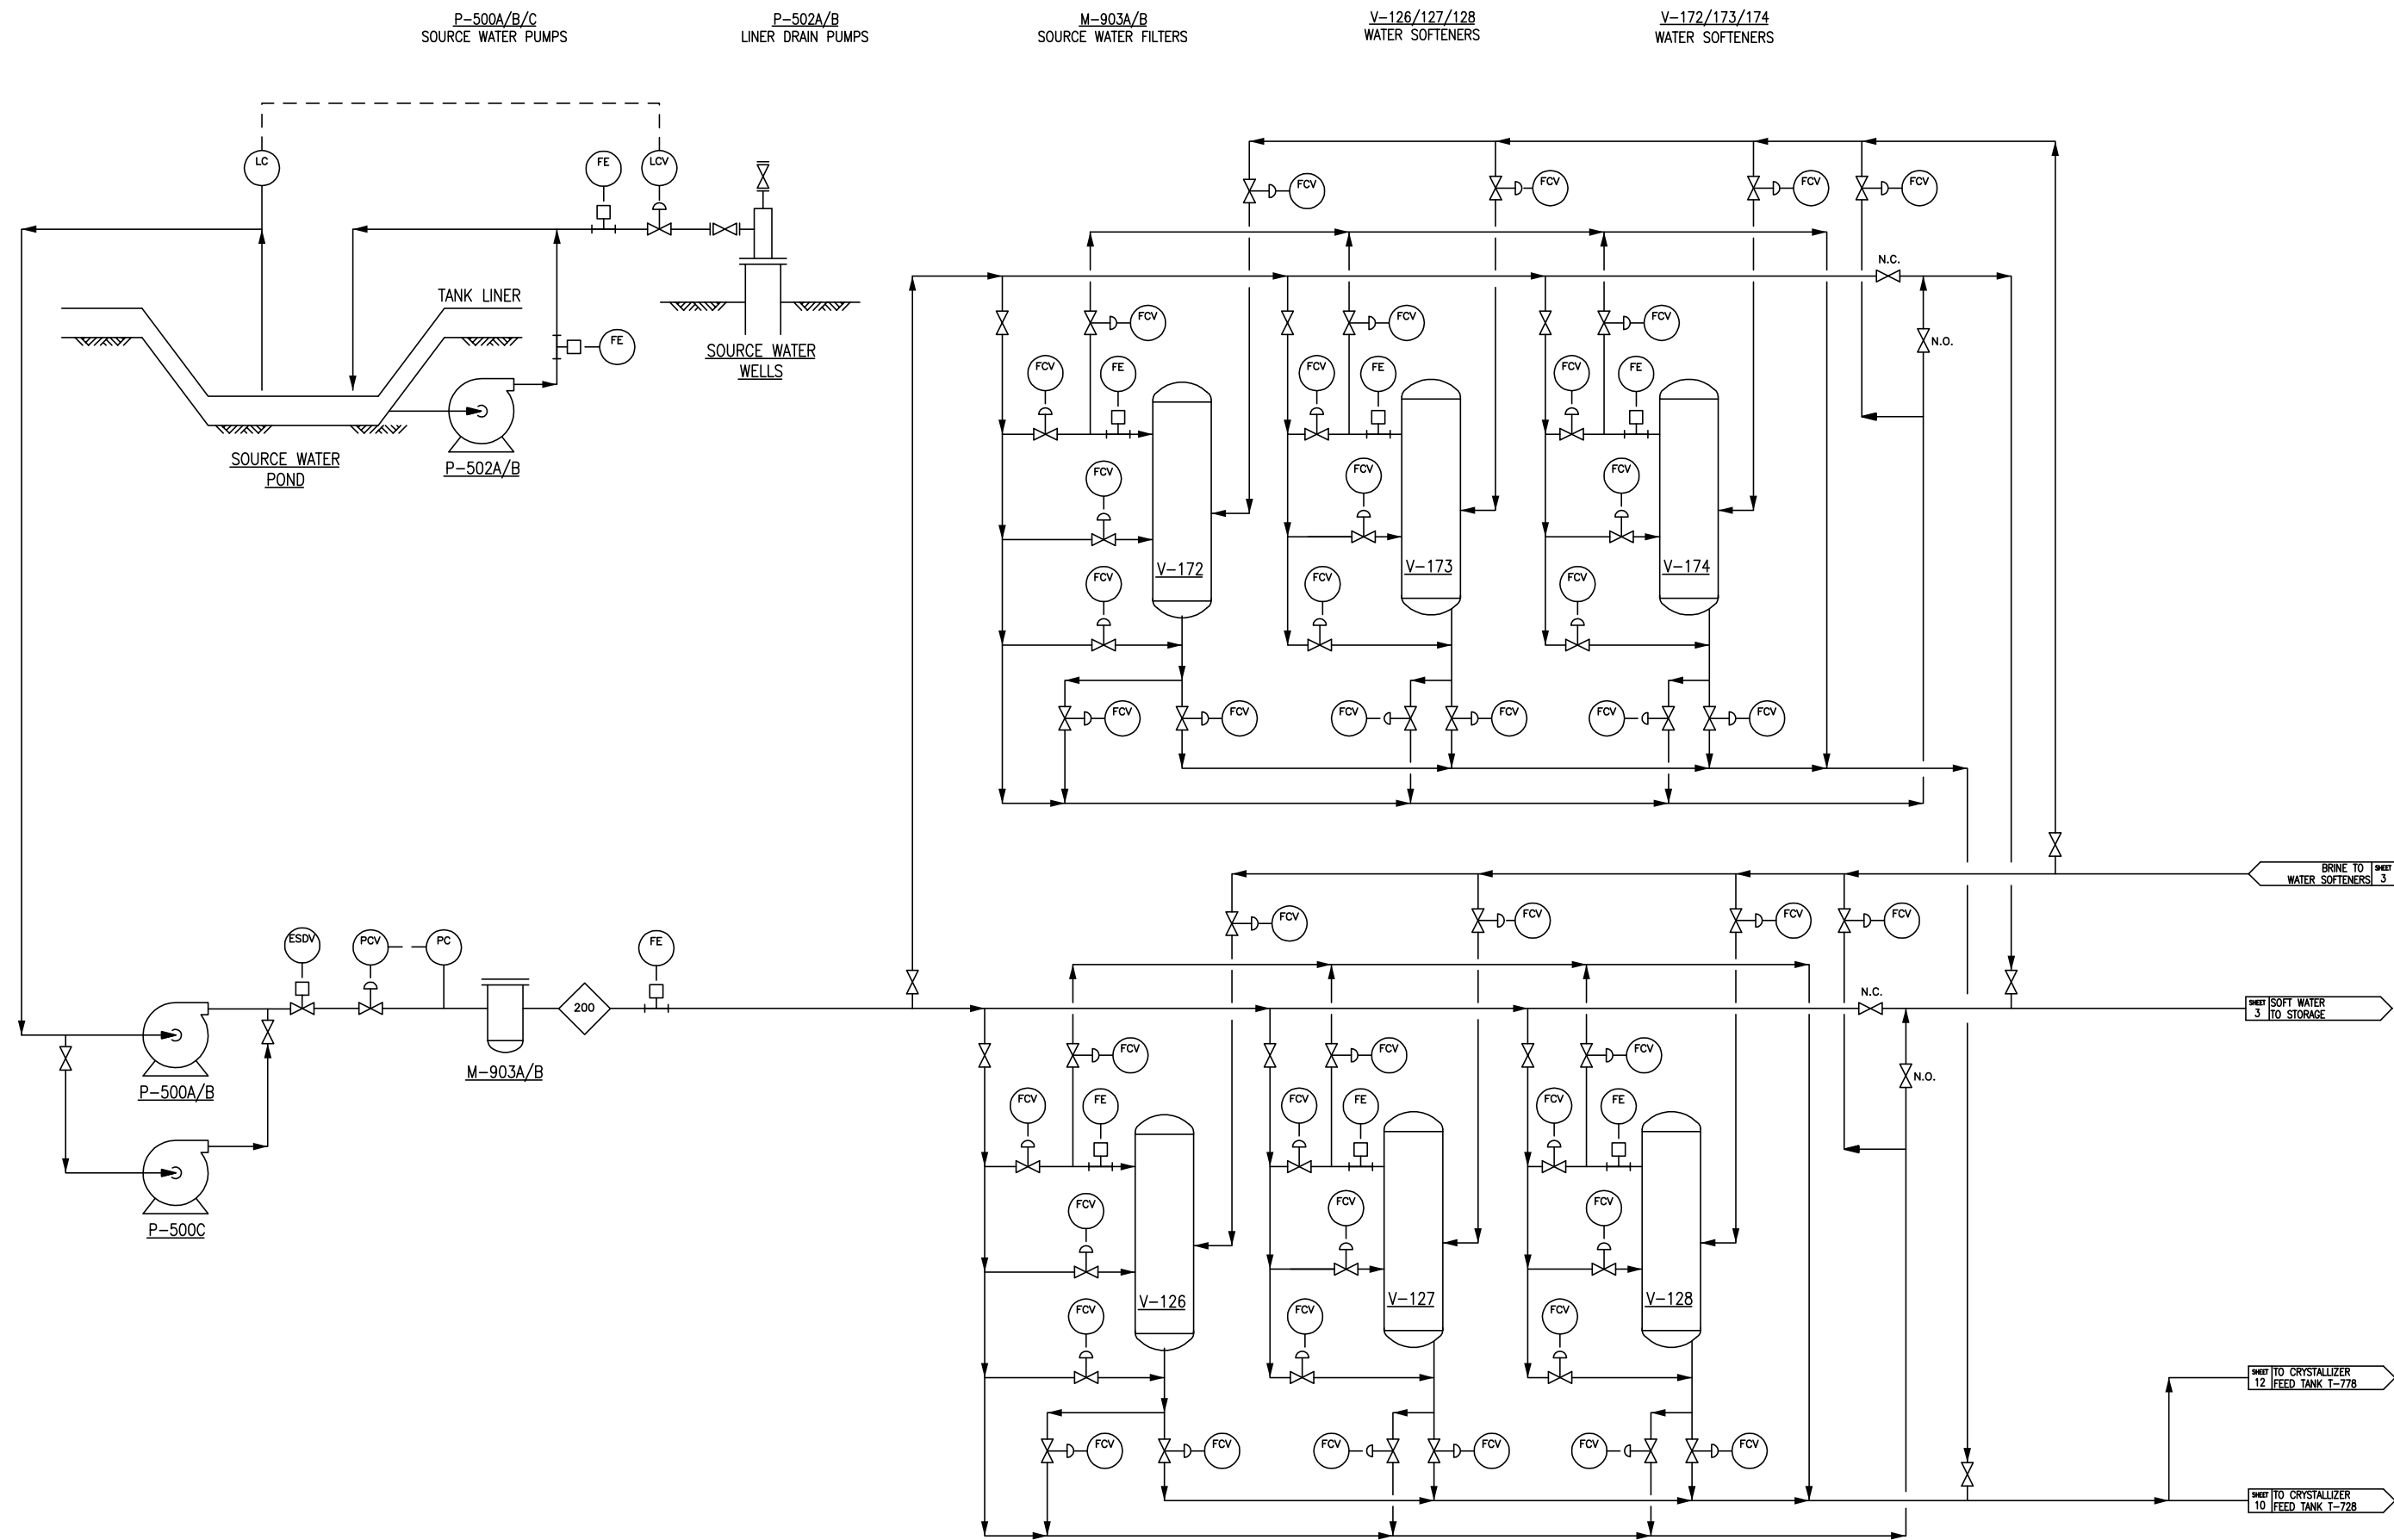 P-500A/B/C
SOURCE WATER PUMPS
P-502A/B
LINER DRAIN PUMPS
M-903A/B
SOURCE WATER FILTERS
V-126/127/128
WATER SOFTENERS
V-172/173/174
WATER SOFTENERS
LC
FE
LCV
TANK LINER
FE
SOURCE WATER
WELLS
SOURCE WATER
POND
P-502A/B
FCV
FCV
FCV
FCV
N.C.
N.O.
FCV
FCV
FCV
FCV
FE
FCV
FE
FCV
FE
FCV
FCV
FCV
V-172
V-173
V-174
FCV
FCV
FCV
FCV
FCV
FCV
FCV
FCV
FCV
BRINE TO
WATER SOFTENERS
SHEET
3
ESDV
PCV
PC
FE
200
M-903A/B
P-500A/B
P-500C
FCV
FCV
FCV
FCV
N.C.
SHEET
3
SOFT WATER
TO STORAGE
N.O.
FCV
FCV
FCV
FCV
FE
FCV
FE
FCV
FE
FCV
FCV
FCV
V-126
V-127
V-128
FCV
FCV
FCV
FCV
FCV
FCV
FCV
FCV
FCV
SHEET
12
TO CRYSTALLIZER
FEED TANK T-778
SHEET
10
TO CRYSTALLIZER
FEED TANK T-728